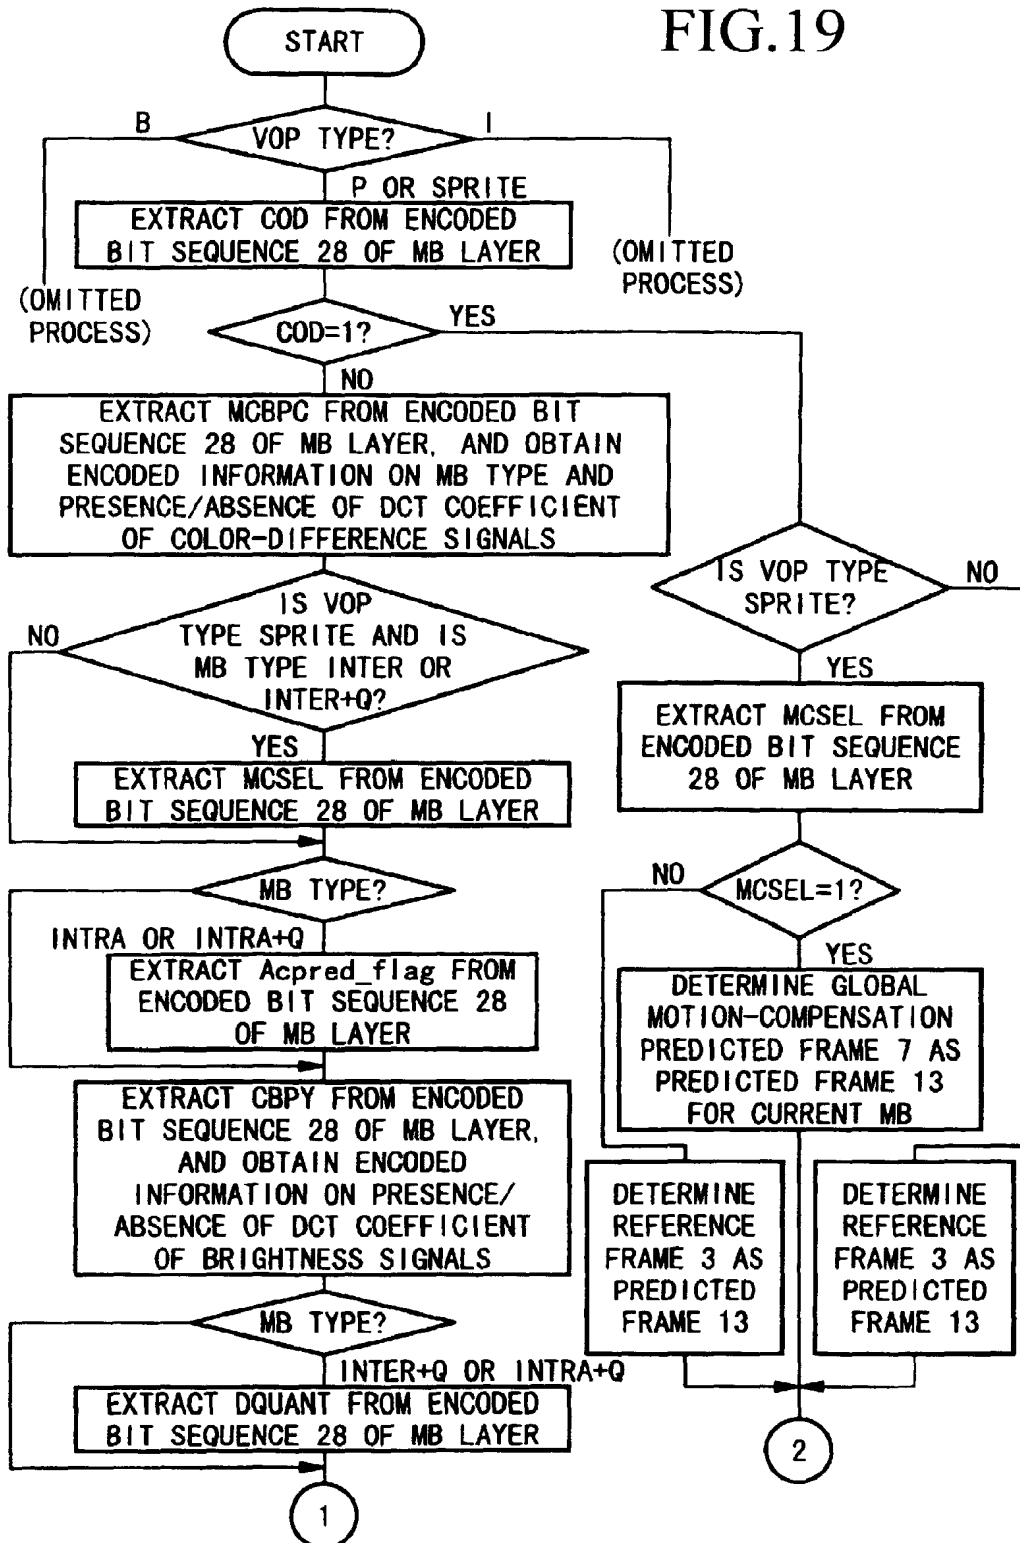 FIG.19
START
B
VOP TYPE?
I
P OR SPRITE
EXTRACT COD FROM ENCODED
BIT SEQUENCE 28 OF MB LAYER
(OMITTED
PROCESS)
(OMITTED
PROCESS)
COD=1?
YES
NO
EXTRACT MCBPC FROM ENCODED BIT
SEQUENCE 28 OF MB LAYER, AND OBTAIN
ENCODED INFORMATION ON MB TYPE AND
PRESENCE/ABSENCE OF DCT COEFFICIENT
OF COLOR-DIFFERENCE SIGNALS
IS VOP
TYPE SPRITE AND IS
MB TYPE INTER OR
INTER+Q?
NO
YES
EXTRACT MCSEL FROM ENCODED
BIT SEQUENCE 28 OF MB LAYER
MB TYPE?
INTRA OR INTRA+Q
EXTRACT Acpred_flag FROM
ENCODED BIT SEQUENCE 28
OF MB LAYER
EXTRACT CBPY FROM ENCODED
BIT SEQUENCE 28 OF MB LAYER,
AND OBTAIN ENCODED
INFORMATION ON PRESENCE/
ABSENCE OF DCT COEFFICIENT
OF BRIGHTNESS SIGNALS
MB TYPE?
INTER+Q OR INTRA+Q
EXTRACT DQUANT FROM ENCODED
BIT SEQUENCE 28 OF MB LAYER
1
IS VOP TYPE
SPRITE?
NO
YES
EXTRACT MCSEL FROM
ENCODED BIT SEQUENCE
28 OF MB LAYER
NO
MCSEL=1?
YES
DETERMINE GLOBAL
MOTION-COMPENSATION
PREDICTED FRAME 7 AS
PREDICTED FRAME 13
FOR CURRENT MB
DETERMINE
REFERENCE
FRAME 3 AS
PREDICTED
FRAME 13
DETERMINE
REFERENCE
FRAME 3 AS
PREDICTED
FRAME 13
2